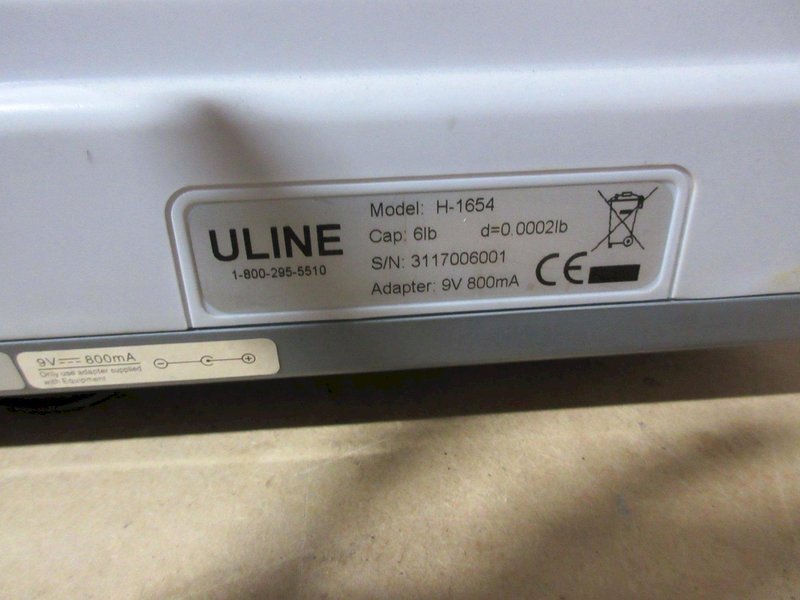 ULINE
1-800-295-5510
Model: H-1654
Cap: 6lb d=0.0002lb
S/N: 3117006001
Adapter: 9V 800mA
CE
9V 800mA
Only use adapter supplied
with Equipment